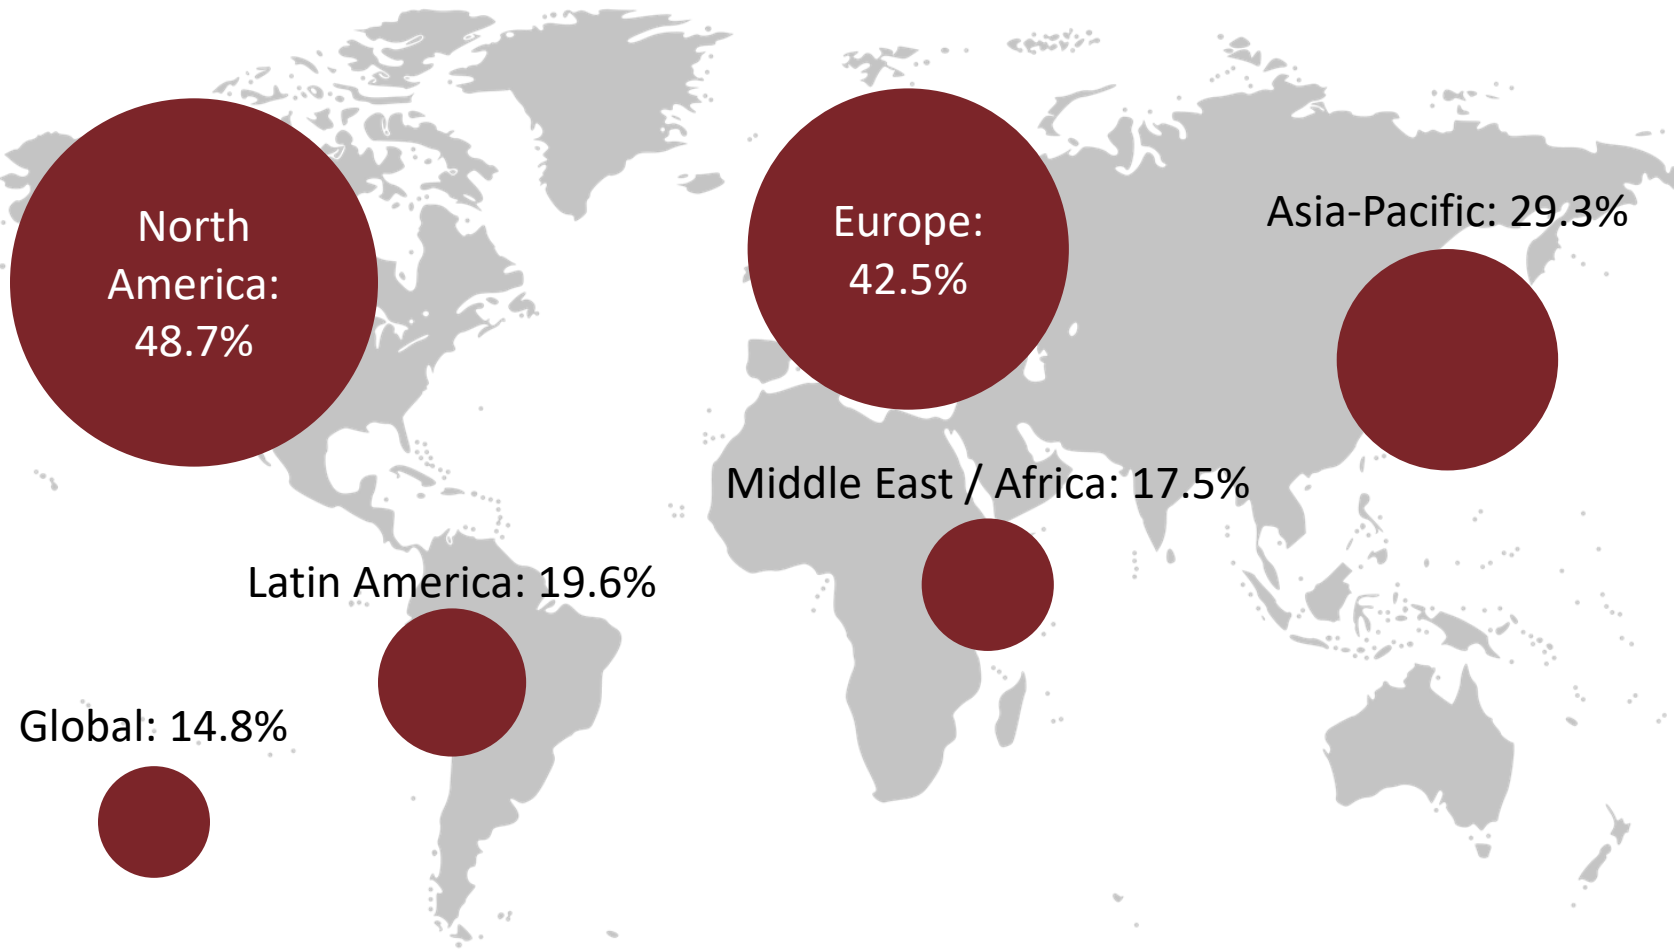 North
America:
48.7%
Europe:
42.5%
Asia-Pacific: 29.3%
Middle East / Africa: 17.5%
Latin America: 19.6%
Global: 14.8%